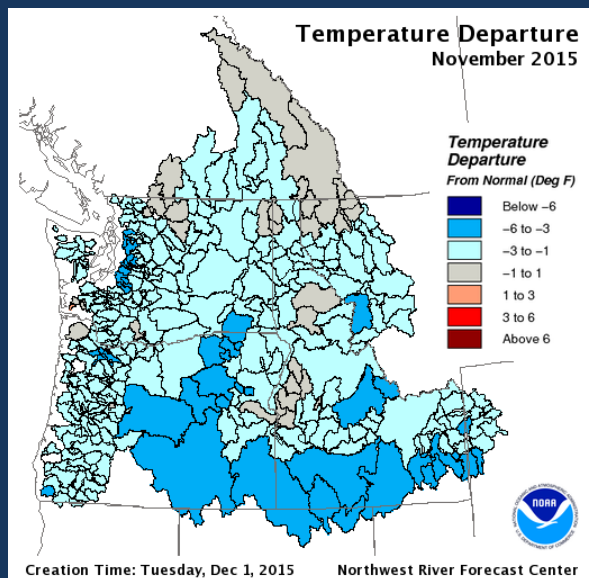 Temperature Departure
November 2015
Temperature
Departure
From Normal (Deg F)
Below -6
-6 to -3
-3 to -1
-1 to 1
1 to 3
3 to 6
Above 6
NOAA
Creation Time: Tuesday, Dec 1, 2015
Northwest River Forecast Center